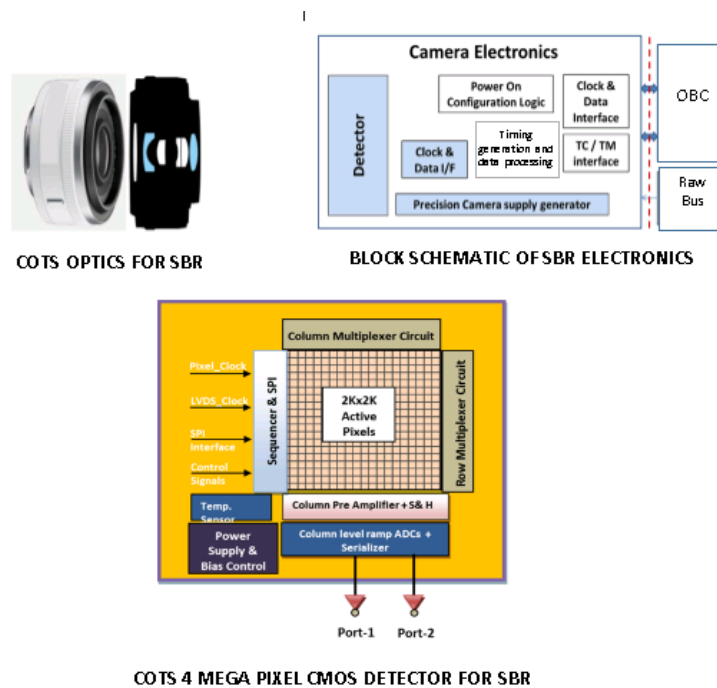 Camera Electronics
Detector
Power On
Configuration Logic
Clock &
Data
Interface
OBC
Timing
generation and
data processing
Clock &
Data I/F
TC / TM
interface
Precision Camera supply generator
Raw
Bus
COTS OPTICS FOR SBR
BLOCK SCHEMATIC OF SBR ELECTRONICS
Column Multiplexer Circuit
Pixel_Clock
LVDS_Clock
SPI
Interface
Control
Signals
Sequencer & SPI
2Kx2K
Active
Pixels
Row Multiplexer Circuit
Temp.
Sensor
Column Pre Amplifier + S& H
Power
Supply &
Bias Control
Column level ramp ADCs +
Serializer
Port-1
Port-2
COTS 4 MEGA PIXEL CMOS DETECTOR FOR SBR